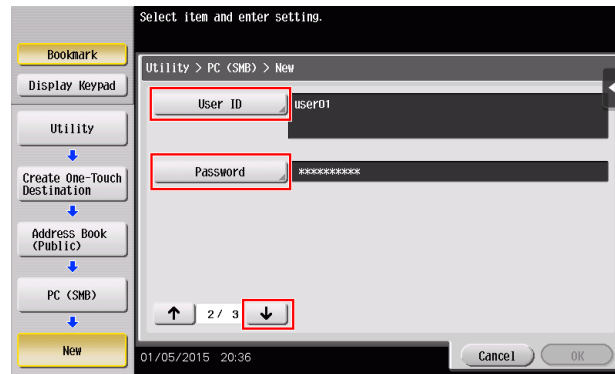 Select item and enter setting.
Bookmark
Display Keypad
Utility
Create One-Touch
Destination
Address Book
(Public)
PC (SMB)
New
Utility > PC (SMB) > New
User ID
user01
Password
**********
↑ 2/ 3 ↓
01/05/2015 20:36
Cancel
OK